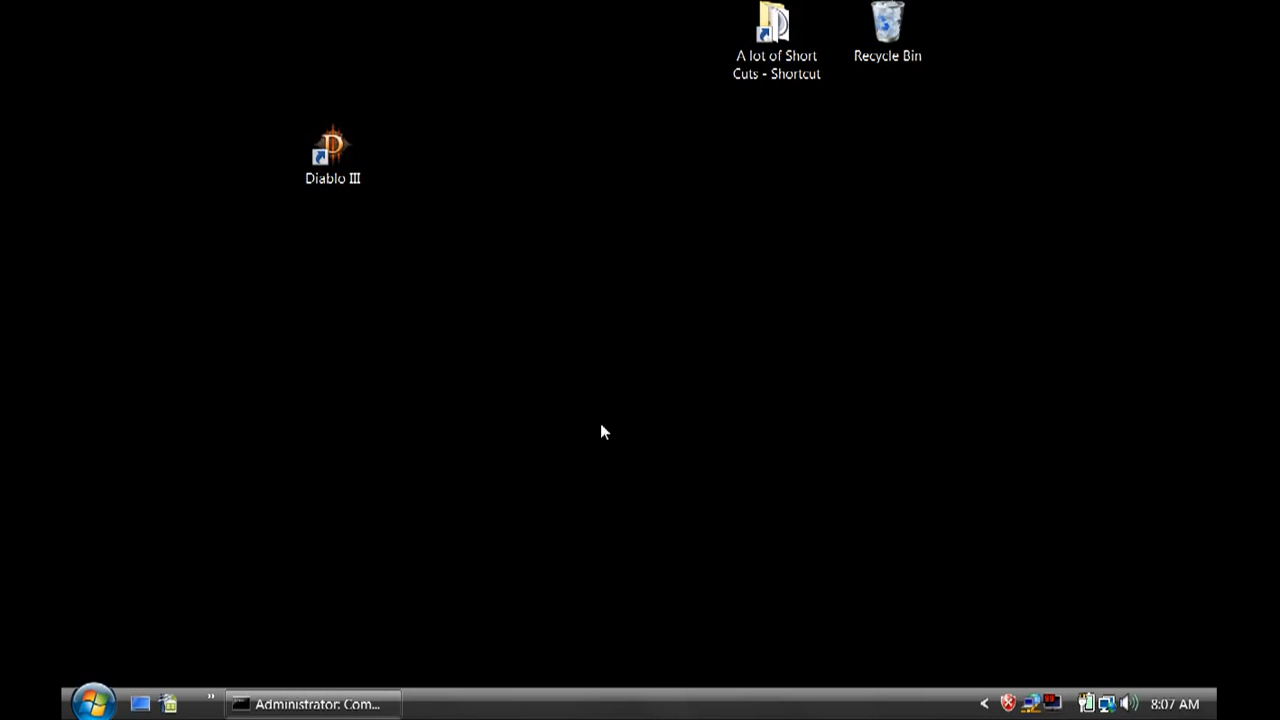 A lot of Short
Cuts - Shortcut
Recycle Bin
Diablo III
»
Administrator: Com...
<
8:07 AM